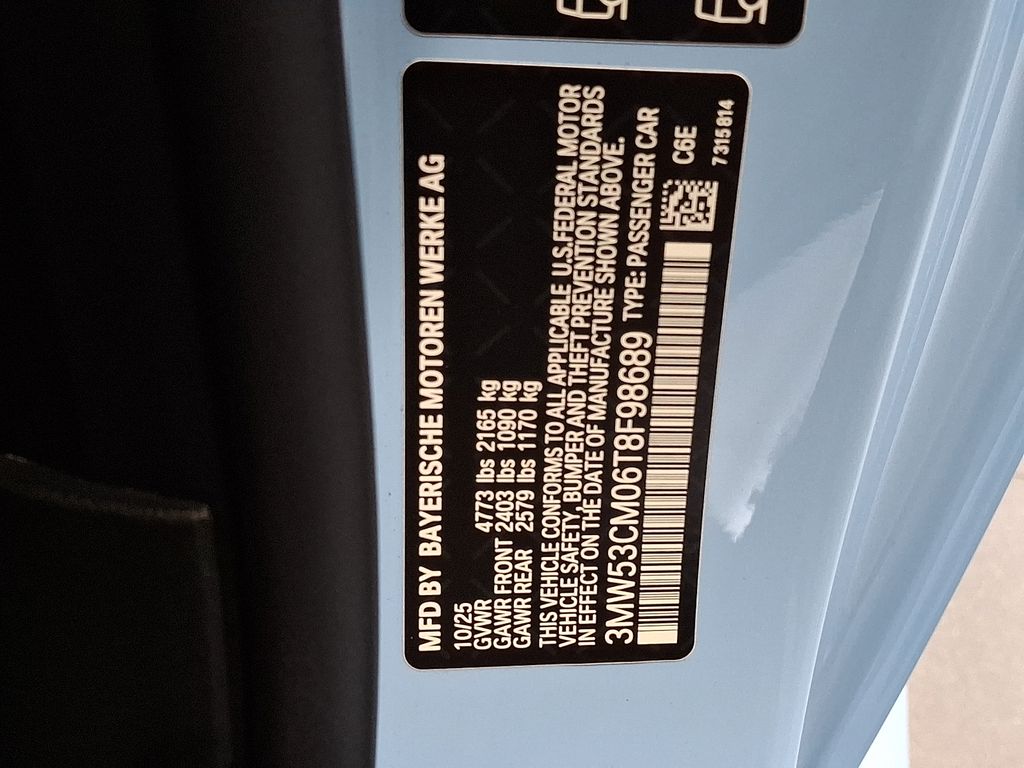 MFD BY BAYERISCHE MOTOREN WERKE AG
10/25
GVWR 4773 lbs 2165 kg
GAWR FRONT 2403 lbs 1090 kg
GAWR REAR 2579 lbs 1170 kg
THIS VEHICLE CONFORMS TO ALL APPLICABLE U.S.FEDERAL MOTOR
VEHICLE SAFETY, BUMPER AND THEFT PREVENTION STANDARDS
IN EFFECT ON THE DATE OF MANUFACTURE SHOWN ABOVE.
3MW53CM06T8F98689 TYPE: PASSENGER CAR
C6E
7315814